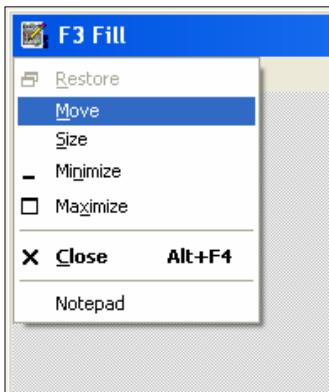 F3 Fill
Restore
Move
Size
Minimize
Maximize
Close Alt+F4
Notepad